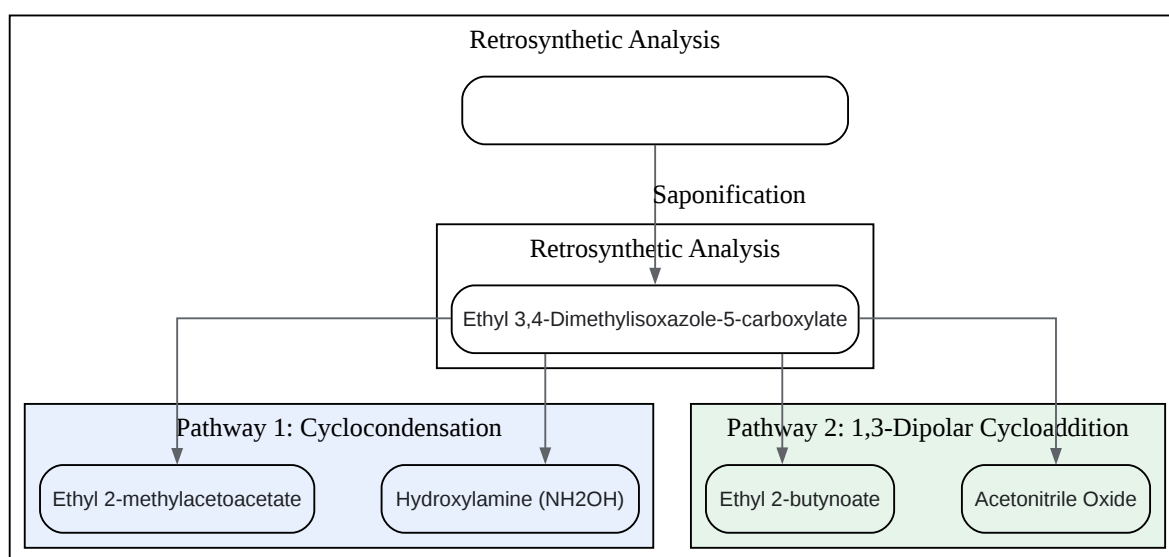 Retrosynthetic Analysis
Saponification
Retrosynthetic Analysis
Ethyl 3,4-Dimethylisoxazole-5-carboxylate
Pathway 1: Cyclocondensation
Pathway 2: 1,3-Dipolar Cycloaddition
Ethyl 2-methylacetoacetate
Hydroxylamine (NH2OH)
Ethyl 2-butynoate
Acetonitrile Oxide